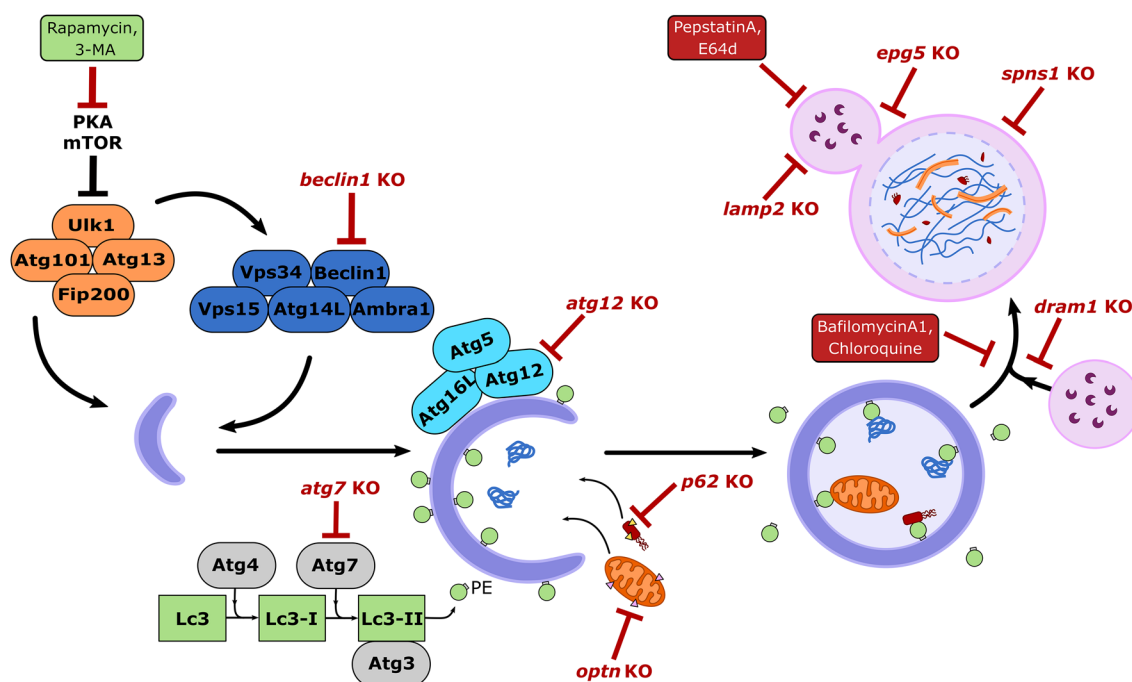 Rapamycin,
3-MA
PKA
mTOR
Ulk1
Atg101
Atg13
Fip200
beclin1 KO
Vps34
Beclin1
Vps15
Atg14L
Ambra1
atg12 KO
Atg5
Atg12
Atg16L
atg7 KO
Atg4
Atg7
Lc3
Lc3-I
Lc3-II
Atg3
PE
p62 KO
optn KO
PepstatinA,
E64d
epg5 KO
spns1 KO
lamp2 KO
BafilomycinA1,
Chloroquine
dram1 KO